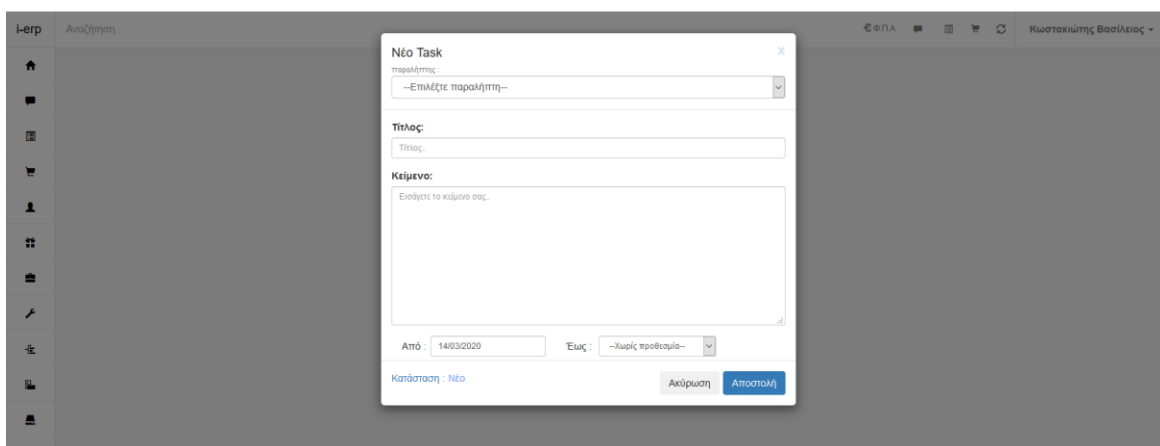 i-erp Αναζήτηση.. €Φ.Π.Α Κωστακιώτης Βασίλειος
Νέο Task x
παραλήπτης :
--Επιλέξτε παραλήπτη--
Τίτλος:
Τίτλος..
Κείμενο:
Εισάγετε το κείμενο σας..
Από : 14/03/2020 Έως : --Χωρίς προθεσμία--
Κατάσταση : Νέο Ακύρωση Αποστολή